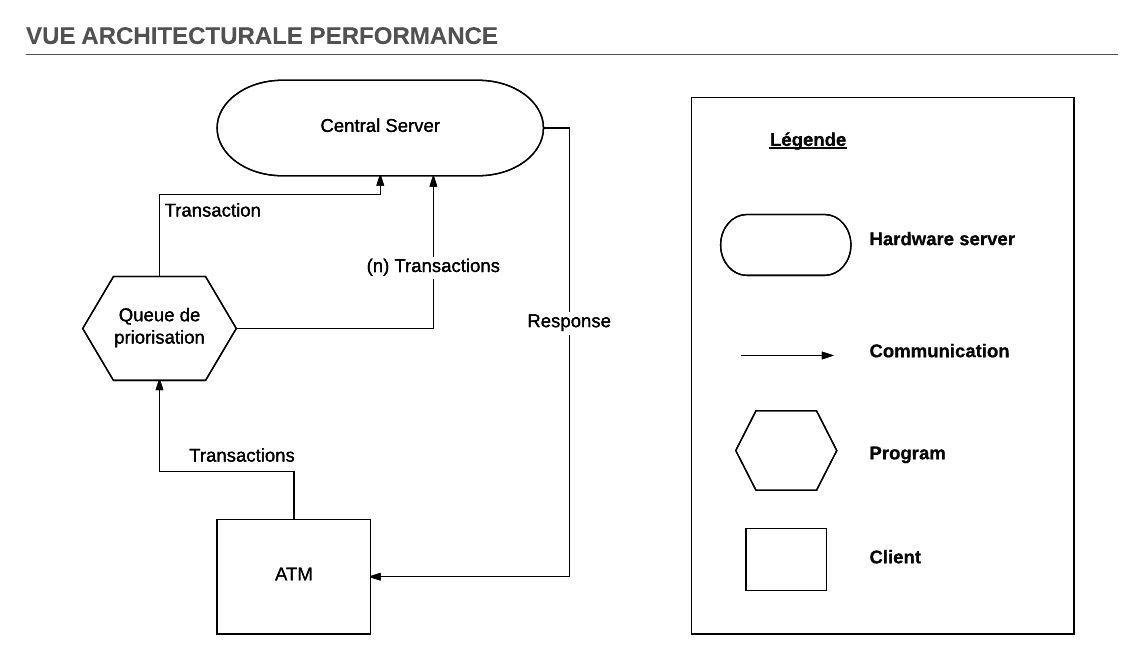 VUE ARCHITECTURALE PERFORMANCE
Central Server
Transaction
(n) Transactions
Queue de
priorisation
Response
Transactions
ATM
Légende
Hardware server
Communication
Program
Client